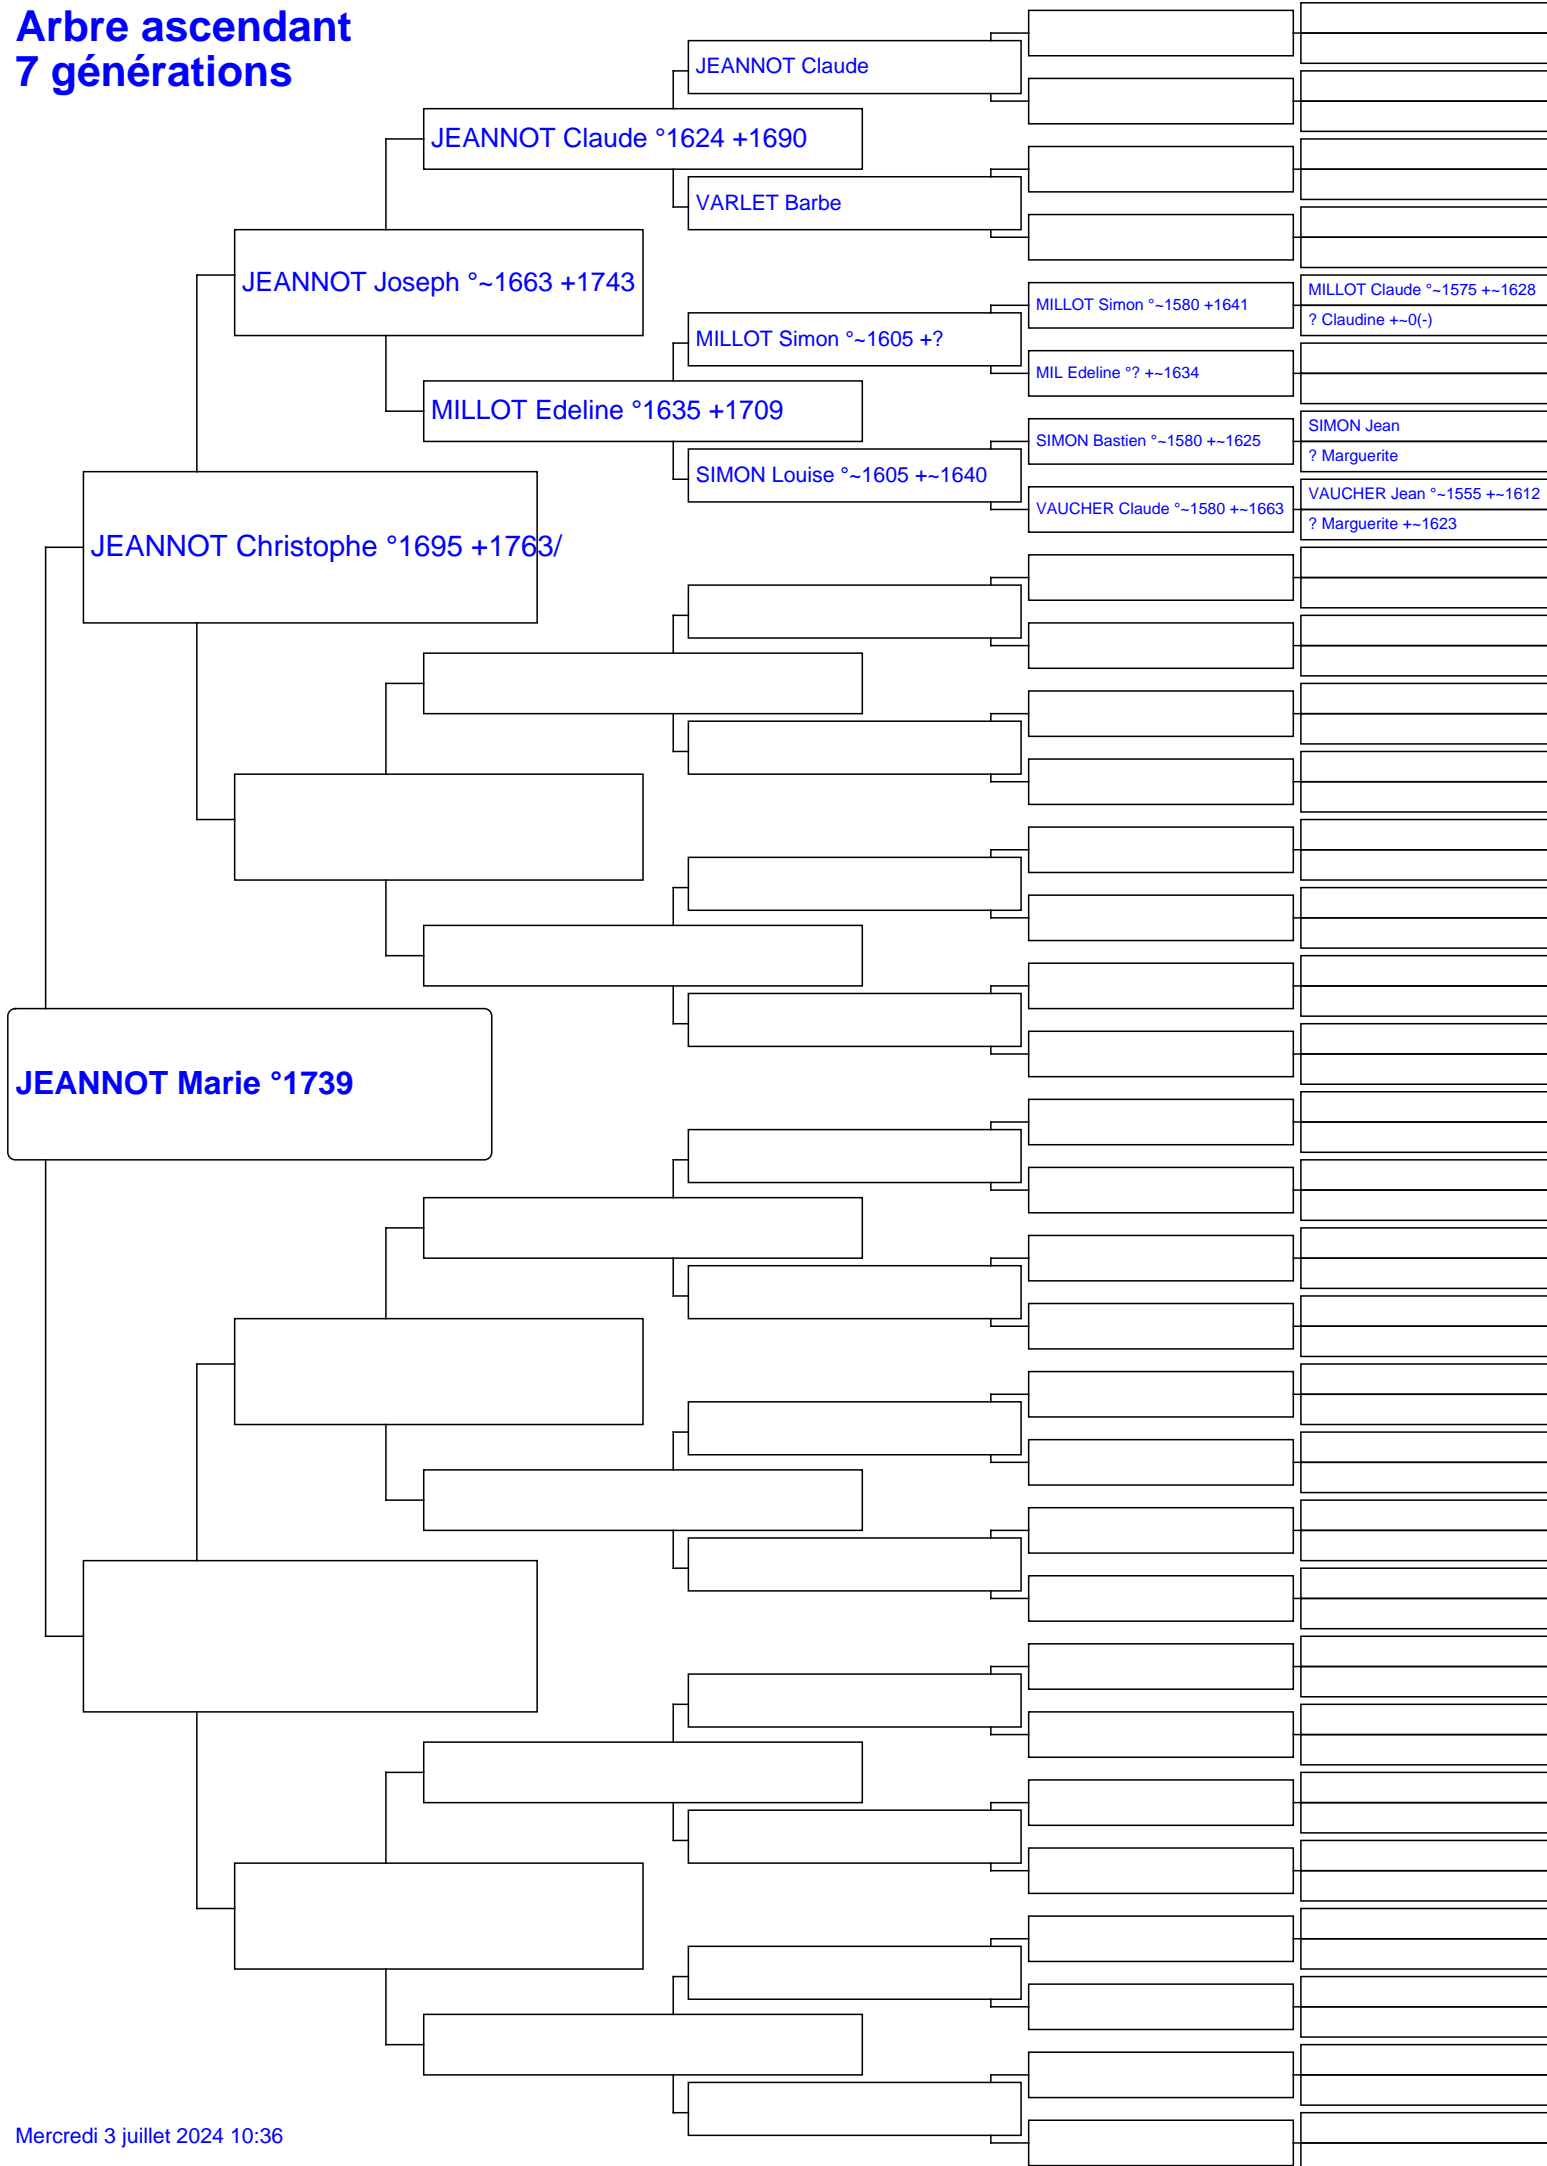 Arbre ascendant
7 générations
JEANNOT Claude
JEANNOT Claude °1624 +1690
VARLET Barbe
JEANNOT Joseph °~1663 +1743
MILLOT Claude °~1575 +~1628
MILLOT Simon °~1580 +1641
? Claudine +~0(-)
MILLOT Simon °~1605 +?
MIL Edeline °? +~1634
MILLOT Edeline °1635 +1709
SIMON Jean
SIMON Bastien °~1580 +~1625
? Marguerite
SIMON Louise °~1605 +~1640
VAUCHER Jean °~1555 +~1612
VAUCHER Claude °~1580 +~1663
? Marguerite +~1623
JEANNOT Christophe °1695 +1763/
JEANNOT Marie °1739
Mercredi 3 juillet 2024 10:36